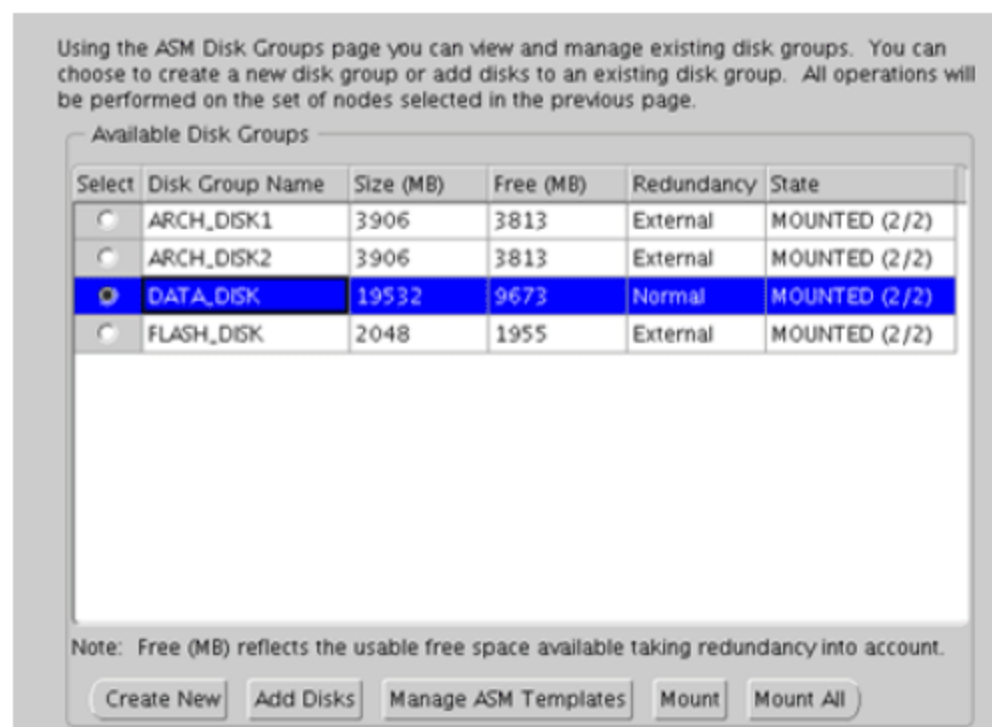 Using the ASM Disk Groups page you can view and manage existing disk groups. You can
choose to create a new disk group or add disks to an existing disk group. All operations will
be performed on the set of nodes selected in the previous page.
Available Disk Groups
Select Disk Group Name Size (MB) Free (MB) Redundancy State
ARCH_DISK1 3906 3813 External MOUNTED (2/2)
ARCH_DISK2 3906 3813 External MOUNTED (2/2)
DATA_DISK 19532 9673 Normal MOUNTED (2/2)
FLASH_DISK 2048 1955 External MOUNTED (2/2)
Note: Free (MB) reflects the usable free space available taking redundancy into account.
Create New Add Disks Manage ASM Templates Mount Mount All